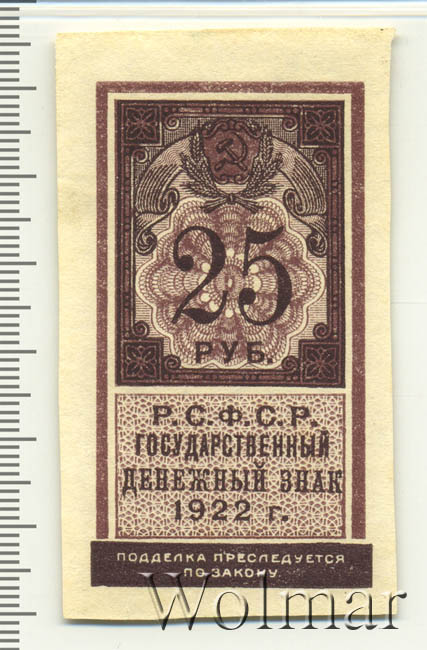 25
РУБ.
Р.С.Ф.С.Р.
ГОСУДАРСТВЕННЫЙ
ДЕНЕЖНЫЙ ЗНАК
1922 г.
ПОДДЕЛКА ПРЕСЛЕДУЕТСЯ
ПО ЗАКОНУ.
Wolmar